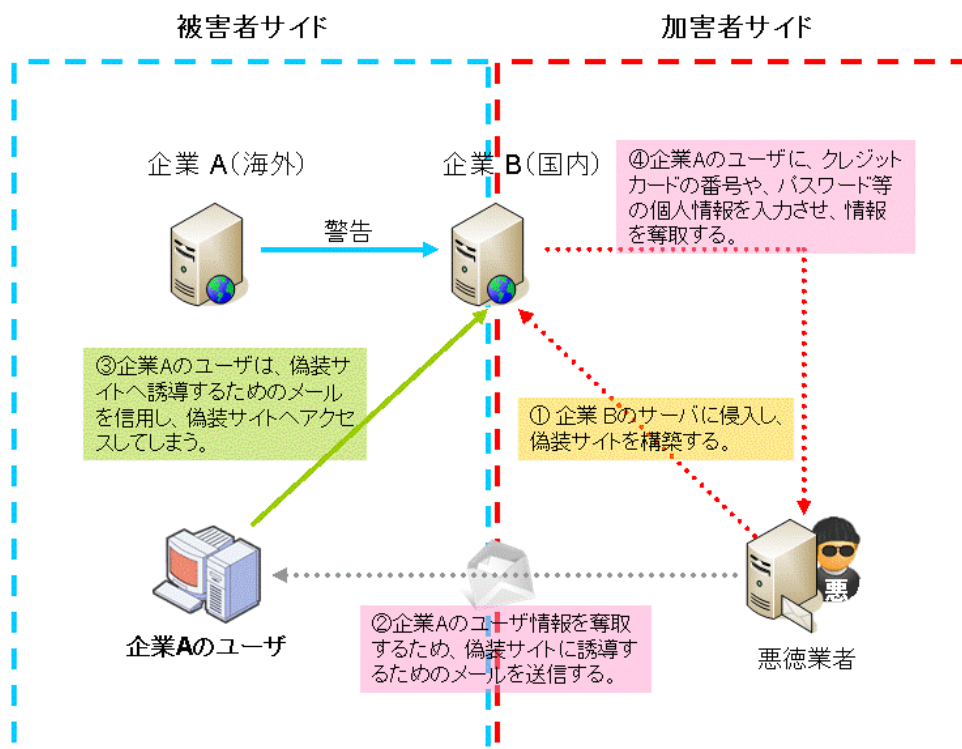 被害者サイド
加害者サイド
企業 A(海外)
企業 B(国内)
④企業Aのユーザに、クレジット
カードの番号や、パスワード等
の個人情報を入力させ、情報
を奪取する。
警告
③企業Aのユーザは、偽装サ
イトへ誘導するためのメール
を信用し、偽装サイトへアクセ
スしてしまう。
① 企業 Bのサーバに侵入し、
偽装サイトを構築する。
悪
企業Aのユーザ
②企業Aのユーザ情報を奪取
するため、偽装サイトに誘導す
るためのメールを送信する。
悪徳業者